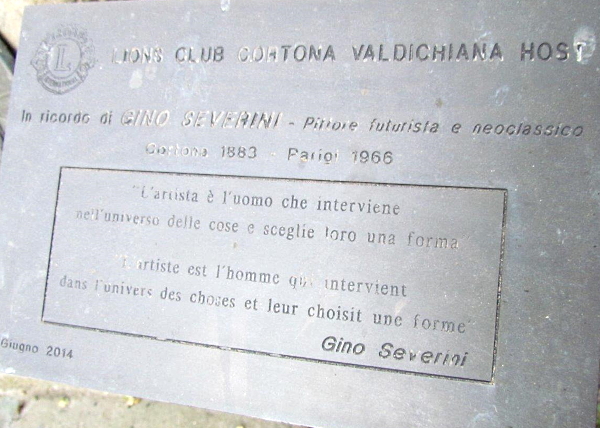 LIONS CLUB CORTONA VALDICHIANA HOST
In ricordo di GINO SEVERINI - Pittore futurista e neoclassico
Cortona 1883 - Parigi 1966
"L'artista è l'uomo che interviene
nell'universo delle cose e sceglie loro una forma
"L'artiste est l'homme qui intervient
dans l'univers des choses et leur choisit une forme"
Gino Severini
Giugno 2014